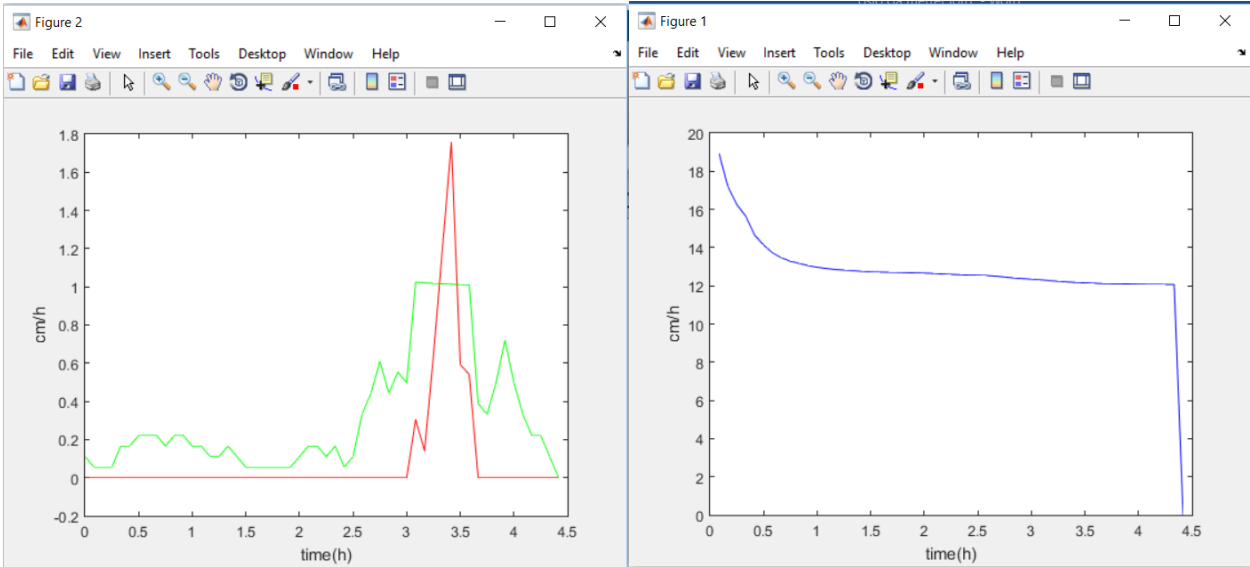 Figure 2
File Edit View Insert Tools Desktop Window Help
1.8
1.6
1.4
1.2
1
0.8
0.6
0.4
0.2
0
-0.2
cm/h
0 0.5 1 1.5 2 2.5 3 3.5 4 4.5
time(h)
Figure 1
File Edit View Insert Tools Desktop Window Help
20
18
16
14
12
10
8
6
4
2
0
cm/h
0 0.5 1 1.5 2 2.5 3 3.5 4 4.5
time(h)